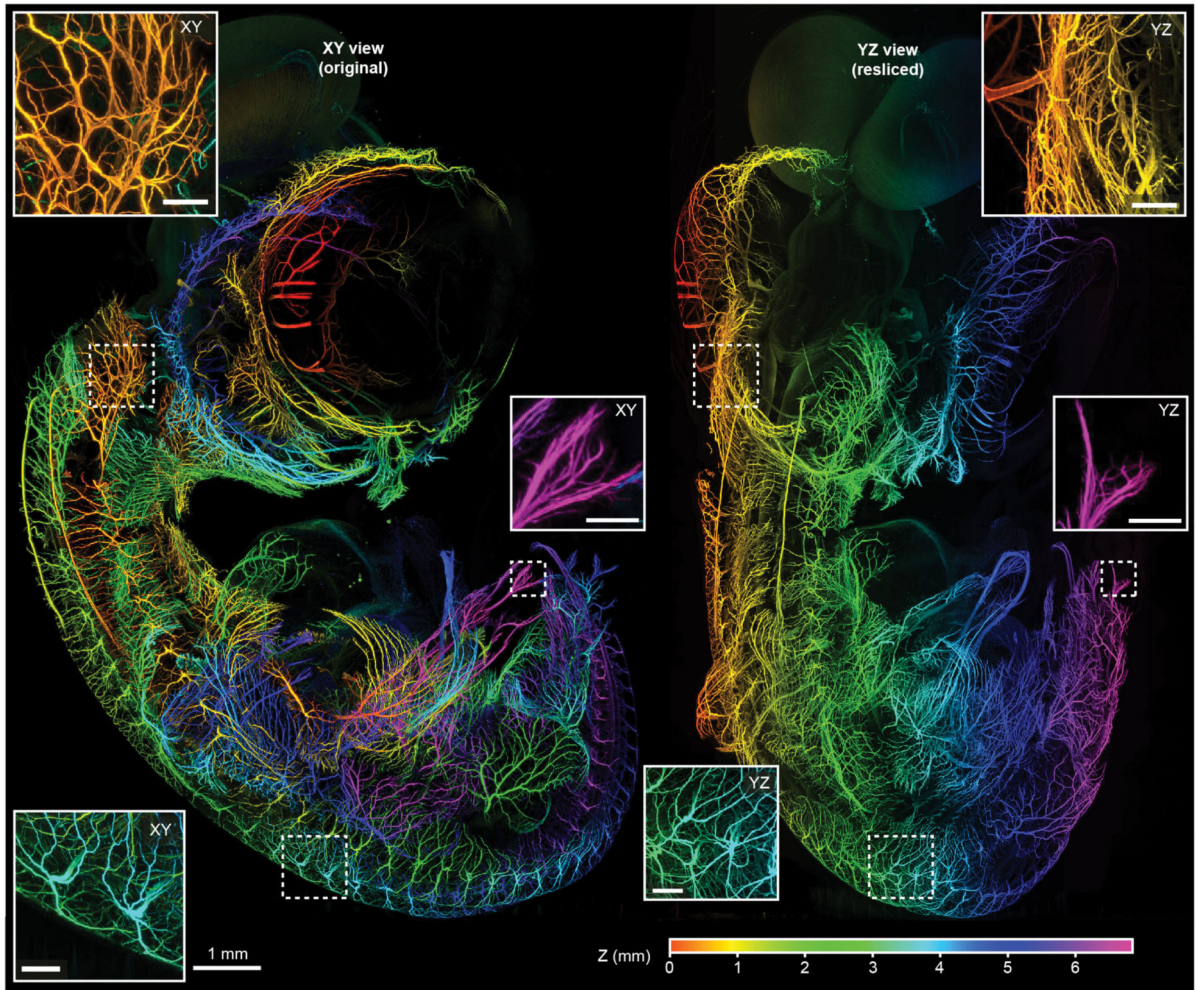 XY
XY view
(original)
YZ view
(resliced)
YZ
XY
YZ
XY
YZ
1 mm
Z (mm)
0 1 2 3 4 5 6